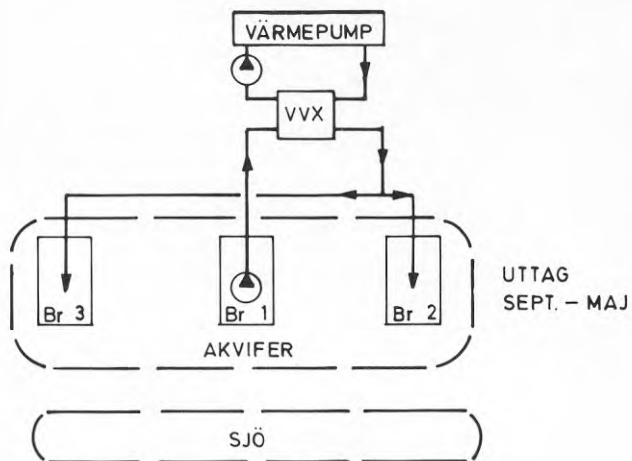 VÄRMEPUMP
VVX
Br 3
Br 1
Br 2
UTTAG
SEPT. – MAJ
AKVIFER
SJÖ